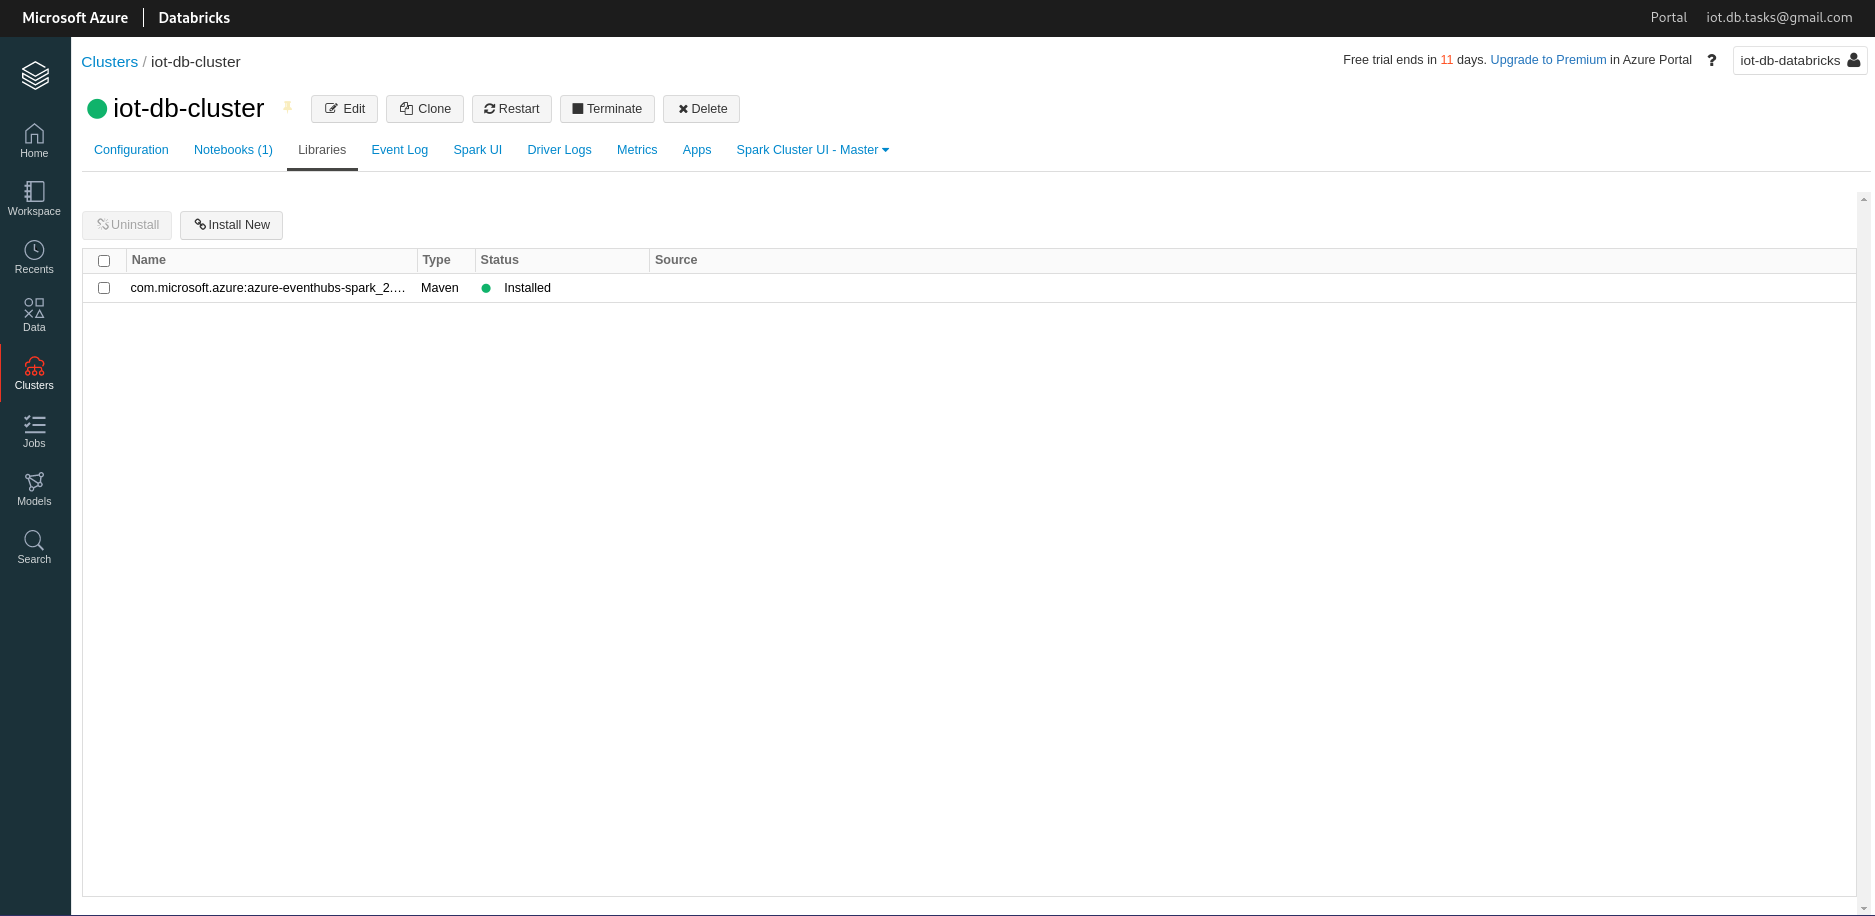 Microsoft Azure | Databricks
Portal iot.db.tasks@gmail.com
Clusters / iot-db-cluster
Free trial ends in 11 days. Upgrade to Premium in Azure Portal ? iot-db-databricks
iot-db-cluster Edit Clone Restart Terminate Delete
Configuration Notebooks (1) Libraries Event Log Spark UI Driver Logs Metrics Apps Spark Cluster UI - Master
Home
Workspace
Recents
Data
Clusters
Jobs
Models
Search
Uninstall Install New
Name Type Status Source
com.microsoft.azure:azure-eventhubs-spark_2.... Maven Installed